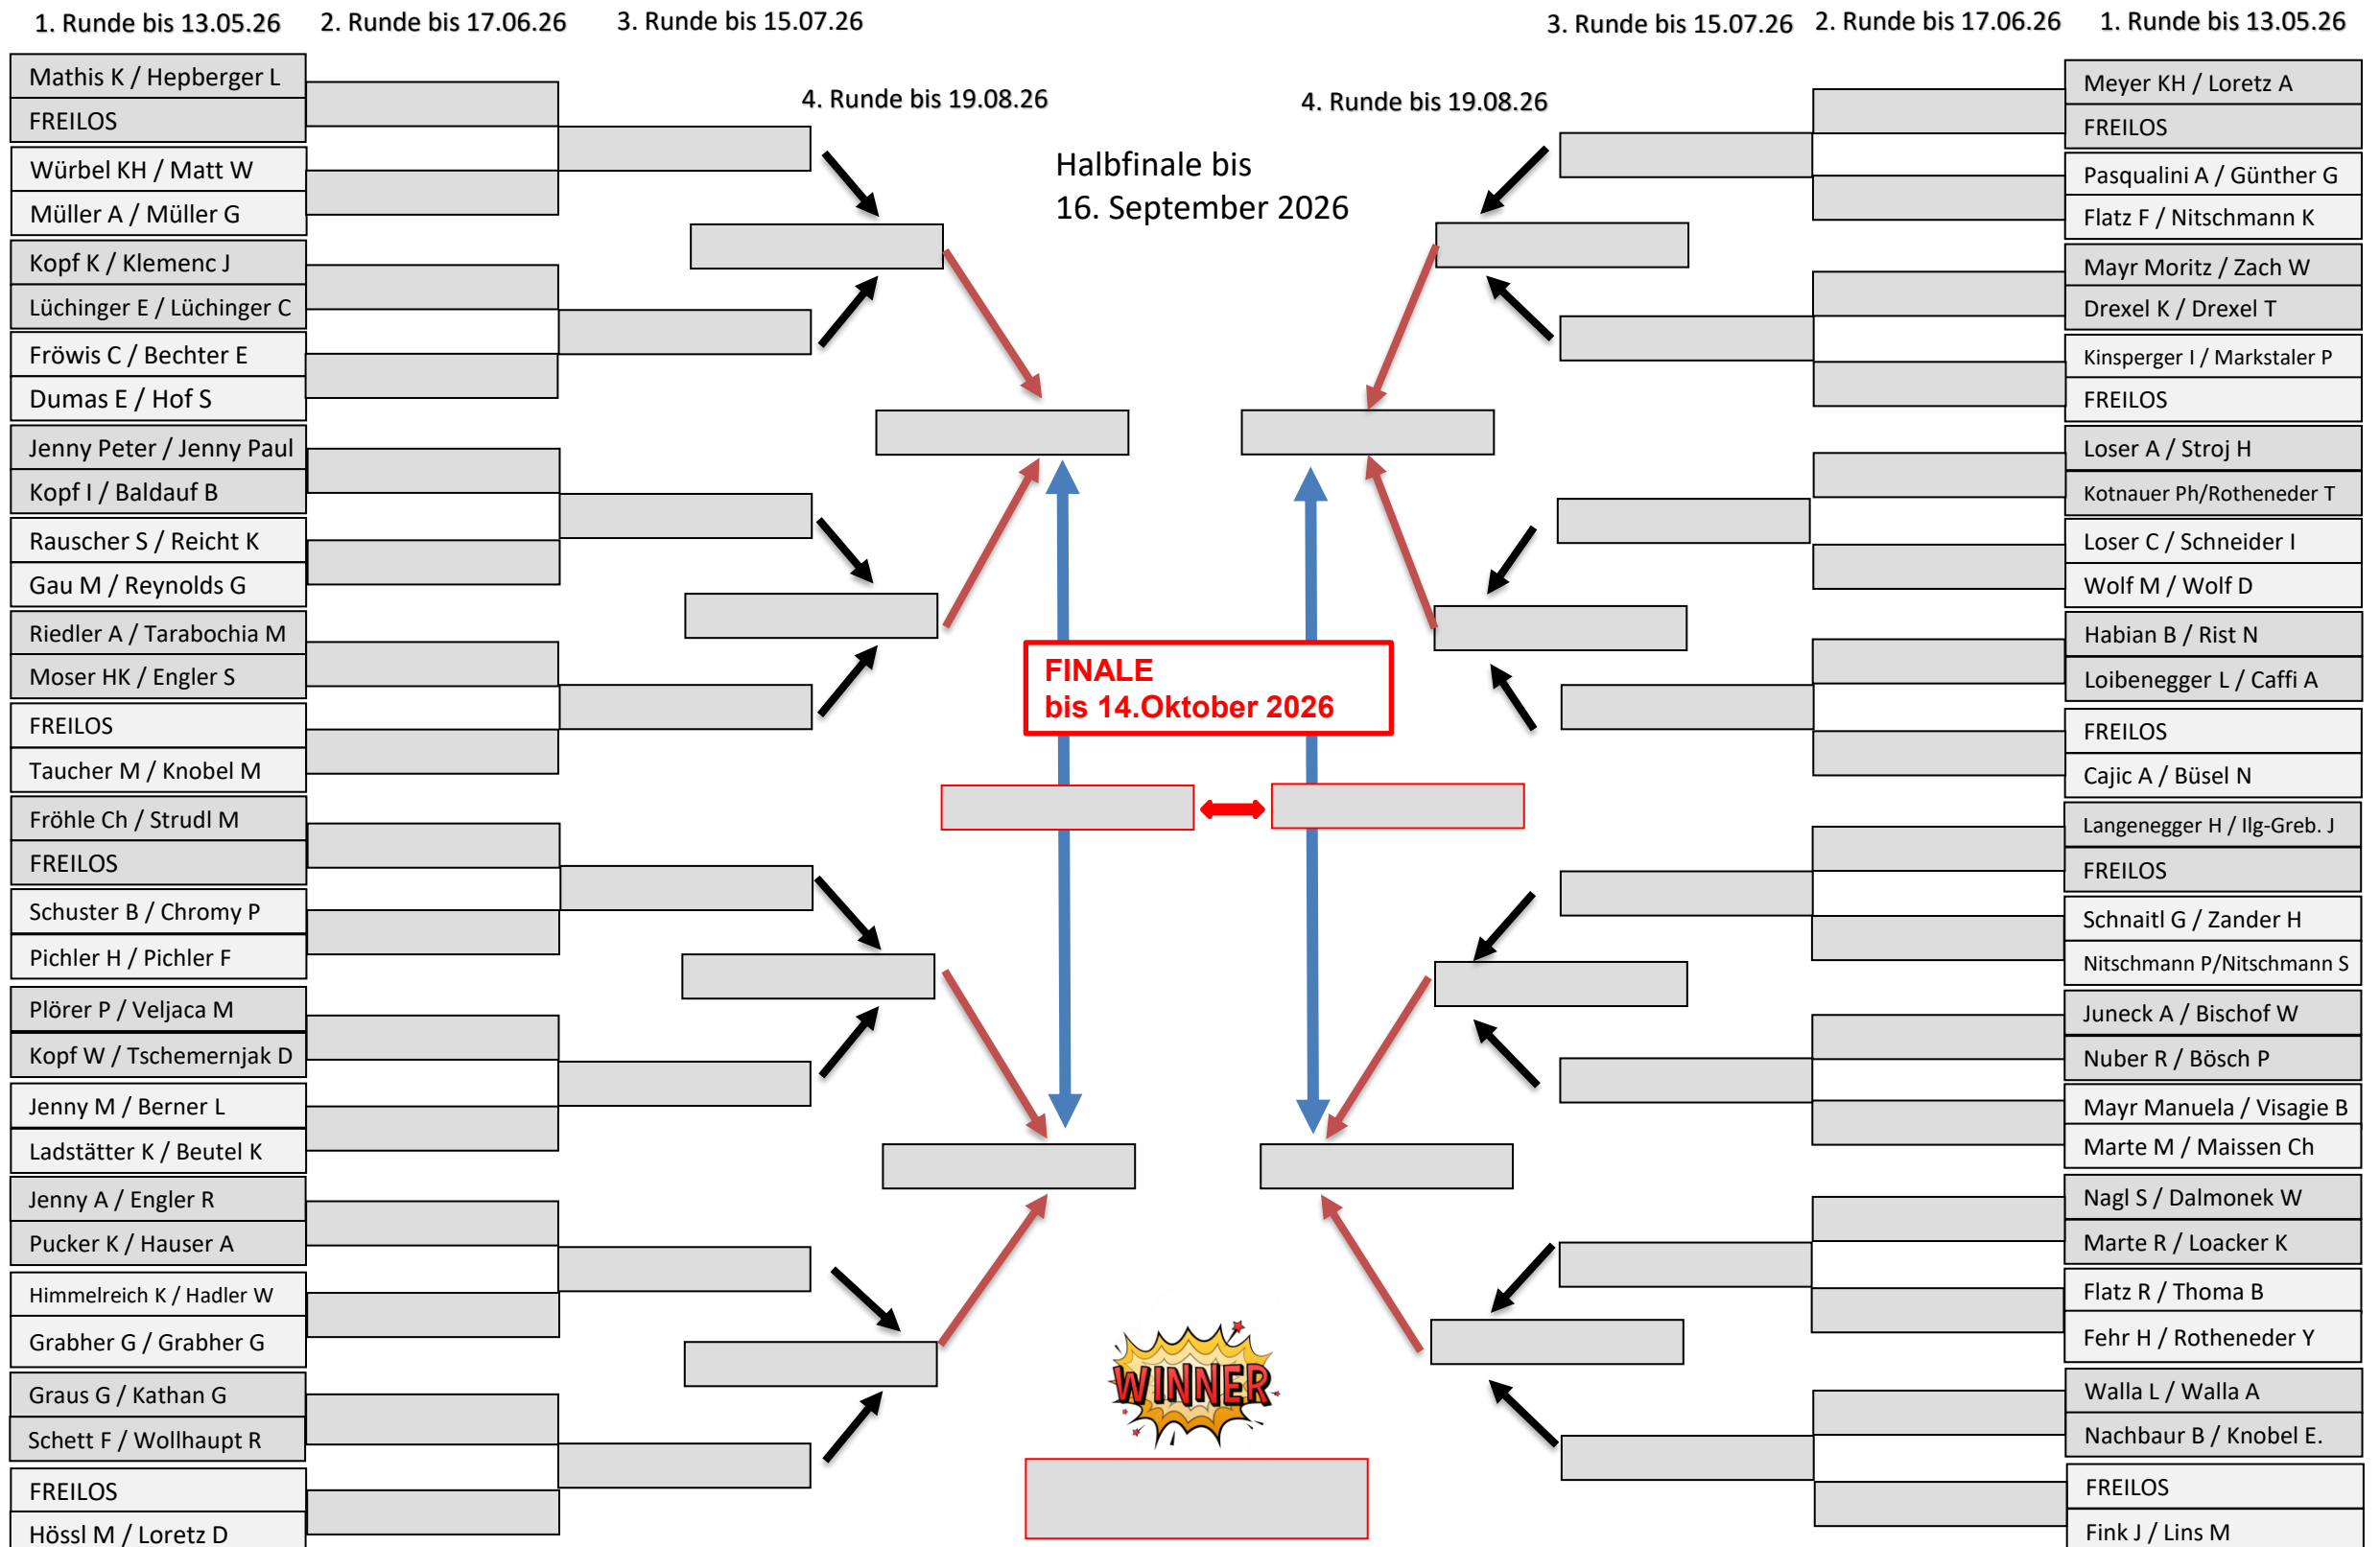 1. Runde bis 13.05.26
2. Runde bis 17.06.26
3. Runde bis 15.07.26
3. Runde bis 15.07.26
2. Runde bis 17.06.26
1. Runde bis 13.05.26
4. Runde bis 19.08.26
4. Runde bis 19.08.26
Halbfinale bis
16. September 2026
Mathis K / Hepberger L
FREILOS
Würbel KH / Matt W
Müller A / Müller G
Kopf K / Klemenc J
Lüchinger E / Lüchinger C
Fröwis C / Bechter E
Dumas E / Hof S
Jenny Peter / Jenny Paul
Kopf I / Baldauf B
Rauscher S / Reicht K
Gau M / Reynolds G
Riedler A / Tarabochia M
Moser HK / Engler S
FREILOS
Taucher M / Knobel M
Fröhle Ch / Strudl M
FREILOS
Schuster B / Chromy P
Pichler H / Pichler F
Plörer P / Veljaca M
Kopf W / Tschemernjak D
Jenny M / Berner L
Ladstätter K / Beutel K
Jenny A / Engler R
Pucker K / Hauser A
Himmelreich K / Hadler W
Grabher G / Grabher G
Graus G / Kathan G
Schett F / Wollhaupt R
FREILOS
Hössl M / Loretz D
FINALE
bis 14.Oktober 2026
WINNER
Meyer KH / Loretz A
FREILOS
Pasqualini A / Günther G
Flatz F / Nitschmann K
Mayr Moritz / Zach W
Drexel K / Drexel T
Kinsperger I / Markstaler P
FREILOS
Loser A / Stroj H
Kotnauer Ph/Rotheneder T
Loser C / Schneider I
Wolf M / Wolf D
Habian B / Rist N
Loibenegger L / Caffi A
FREILOS
Cajic A / Büsel N
Langenegger H / Ilg-Greb. J
FREILOS
Schnaitl G / Zander H
Nitschmann P/Nitschmann S
Juneck A / Bischof W
Nuber R / Bösch P
Mayr Manuela / Visagie B
Marte M / Maissen Ch
Nagl S / Dalmonek W
Marte R / Loacker K
Flatz R / Thoma B
Fehr H / Rotheneder Y
Walla L / Walla A
Nachbaur B / Knobel E.
FREILOS
Fink J / Lins M